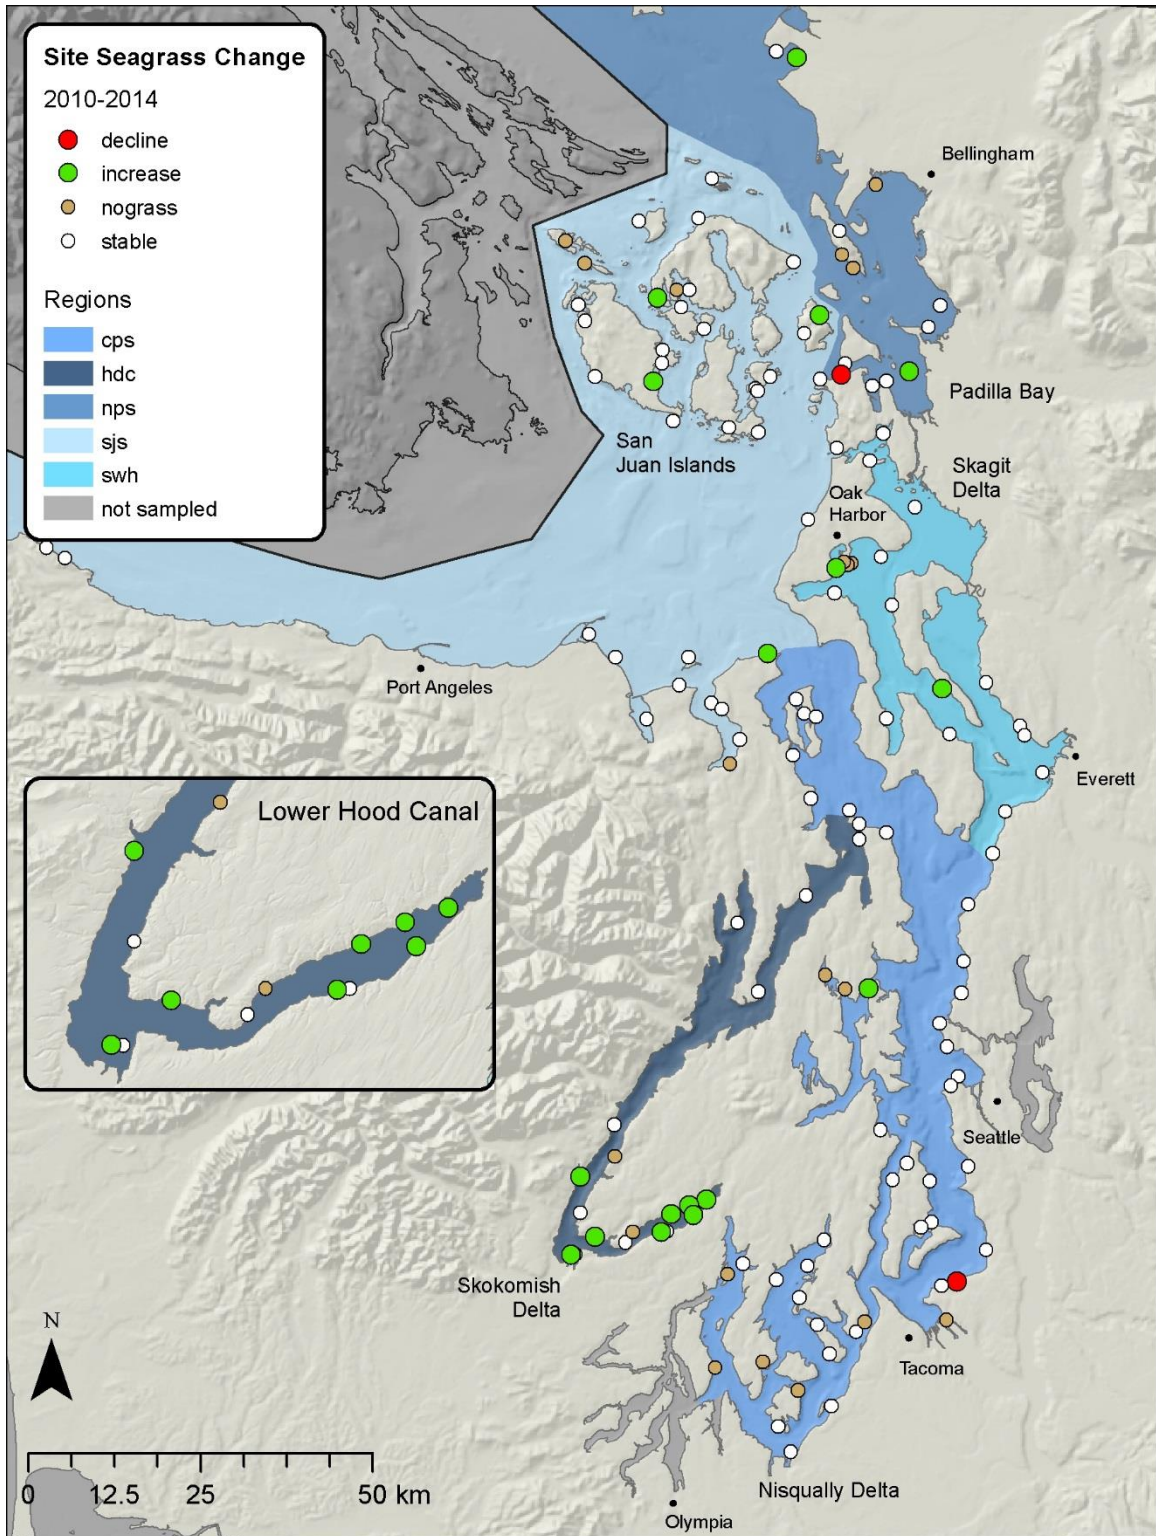 Site Seagrass Change
2010-2014
decline
increase
nograss
stable
Regions
cps
hdc
nps
sjs
swh
not sampled
Bellingham
Padilla Bay
San
Juan Islands
Skagit
Delta
Oak
Harbor
Port Angeles
Everett
Lower Hood Canal
Seattle
Skokomish
Delta
N
Tacoma
0 12.5 25 50 km
Nisqually Delta
Olympia